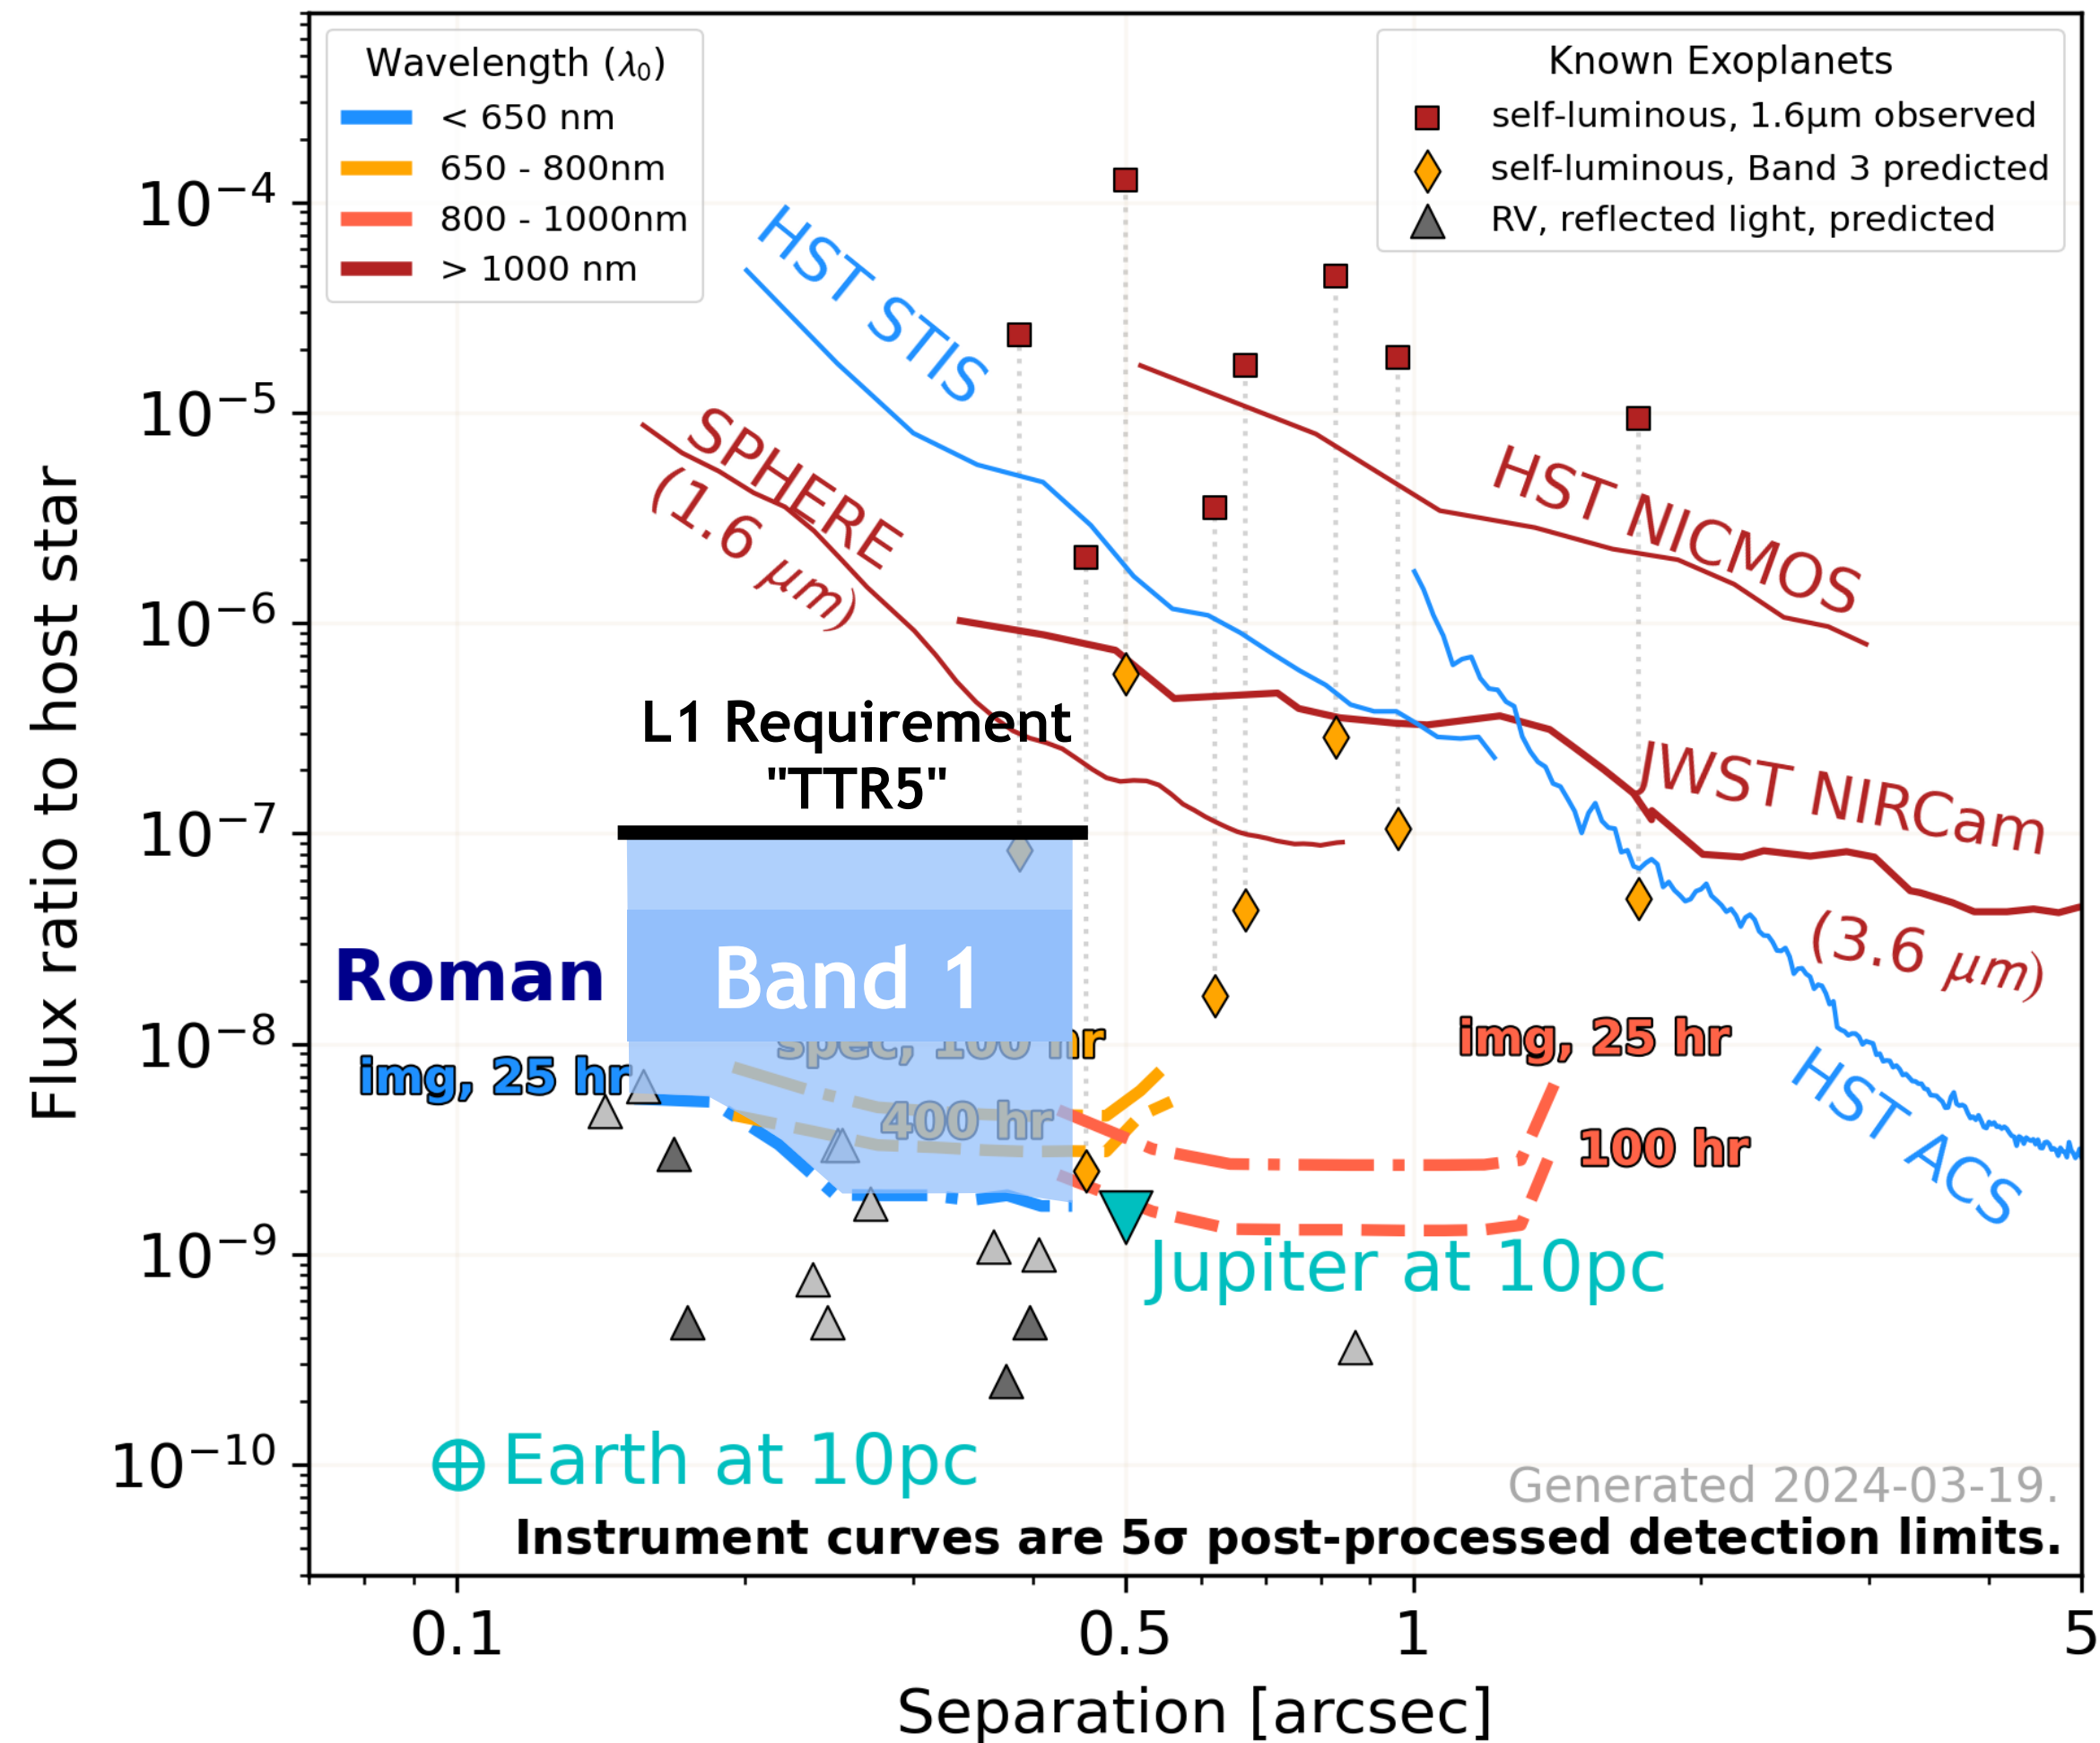 Wavelength (λ₀)
< 650 nm
650 - 800nm
800 - 1000nm
> 1000 nm
Known Exoplanets
self-luminous, 1.6μm observed
self-luminous, Band 3 predicted
RV, reflected light, predicted
Flux ratio to host star
10⁻⁴
10⁻⁵
10⁻⁶
10⁻⁷
10⁻⁸
10⁻⁹
10⁻¹⁰
HST STIS
SPHERE
(1.6 μm)
HST NICMOS
L1 Requirement
"TTR5"
JWST NIRCam
(3.6 μm)
Roman
Band 1
spec, 100 hr
img, 25 hr
400 hr
img, 25 hr
100 hr
HST ACS
Jupiter at 10pc
Earth at 10pc
Generated 2024-03-19.
Instrument curves are 5σ post-processed detection limits.
0.1
0.5
1
5
Separation [arcsec]